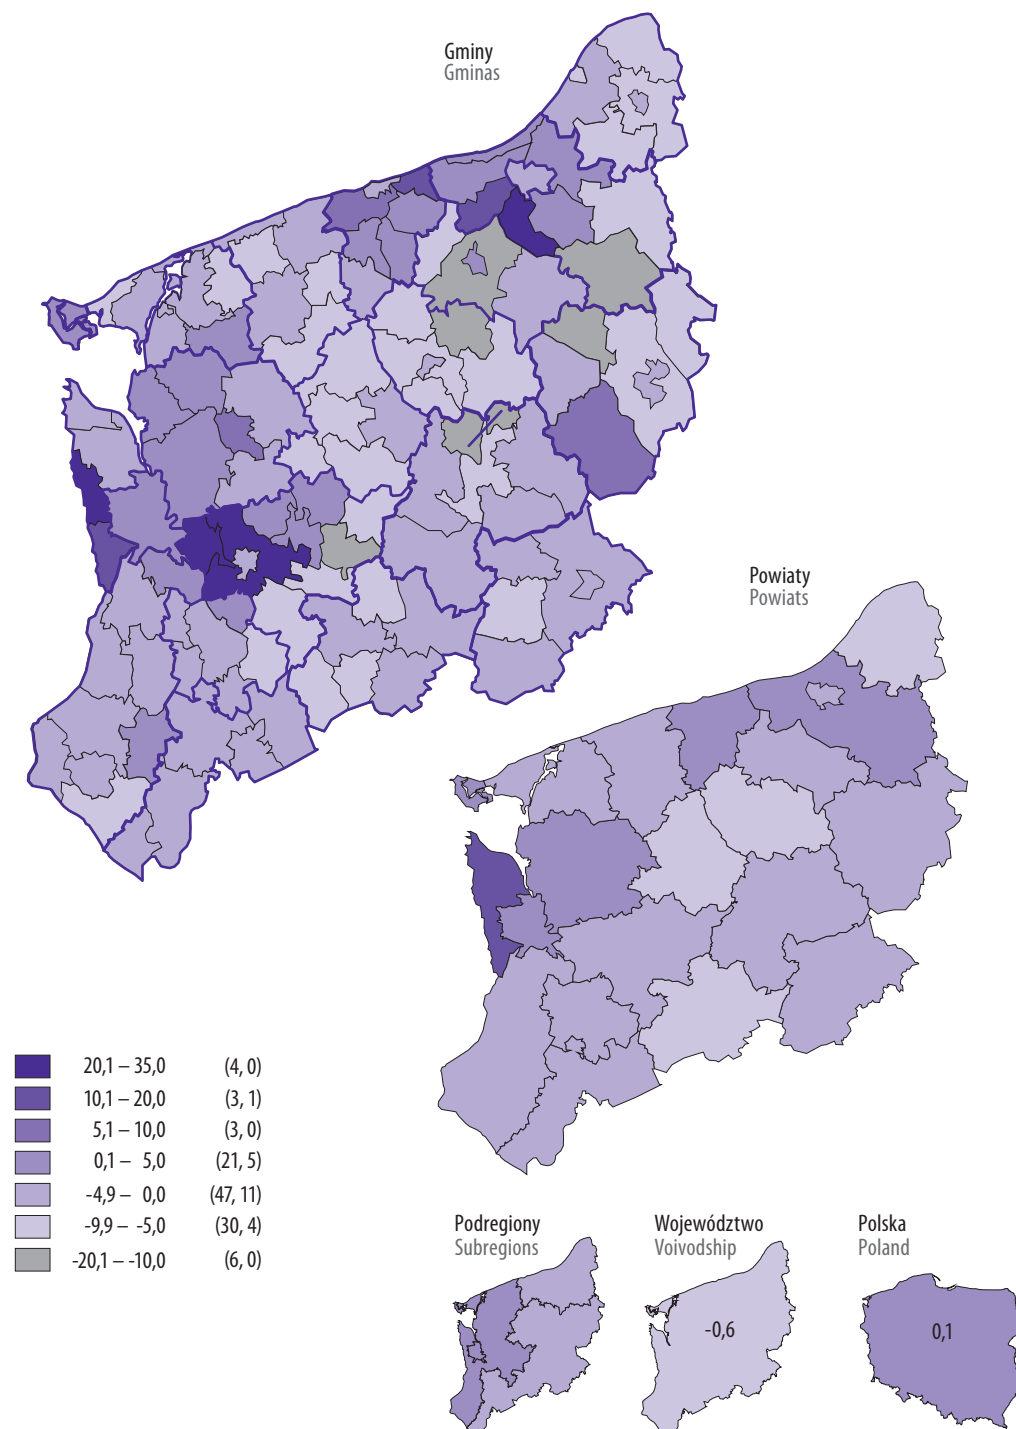 Gminy
Gminas
Powiaty
Powiats
20,1 – 35,0 (4, 0)
10,1 – 20,0 (3, 1)
5,1 – 10,0 (3, 0)
0,1 – 5,0 (21, 5)
-4,9 – 0,0 (47, 11)
-9,9 – -5,0 (30, 4)
-20,1 – -10,0 (6, 0)
Podregiony
Subregions
Województwo
Voivodship
-0,6
Polska
Poland
0,1